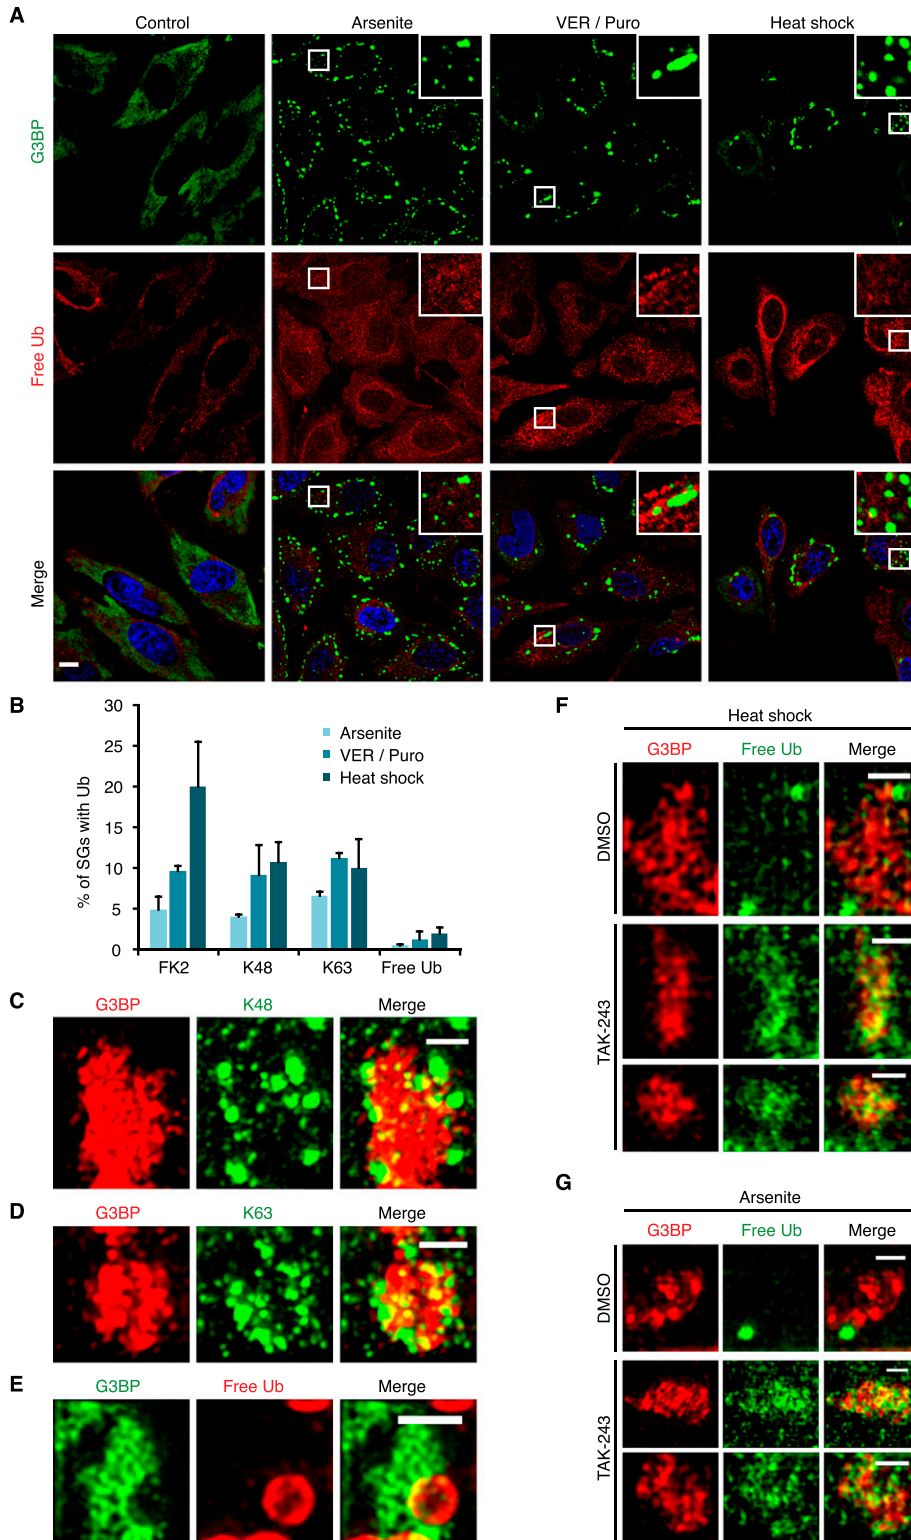 A
Control
Arsenite
VER / Puro
Heat shock
G3BP
Free Ub
Merge
B
% of SGs with Ub
30
25
20
15
10
5
0
Arsenite
VER / Puro
Heat shock
FK2
K48
K63
Free Ub
C
G3BP
K48
Merge
D
G3BP
K63
Merge
E
G3BP
Free Ub
Merge
F
Heat shock
G3BP
Free Ub
Merge
DMSO
TAK-243
G
Arsenite
G3BP
Free Ub
Merge
DMSO
TAK-243